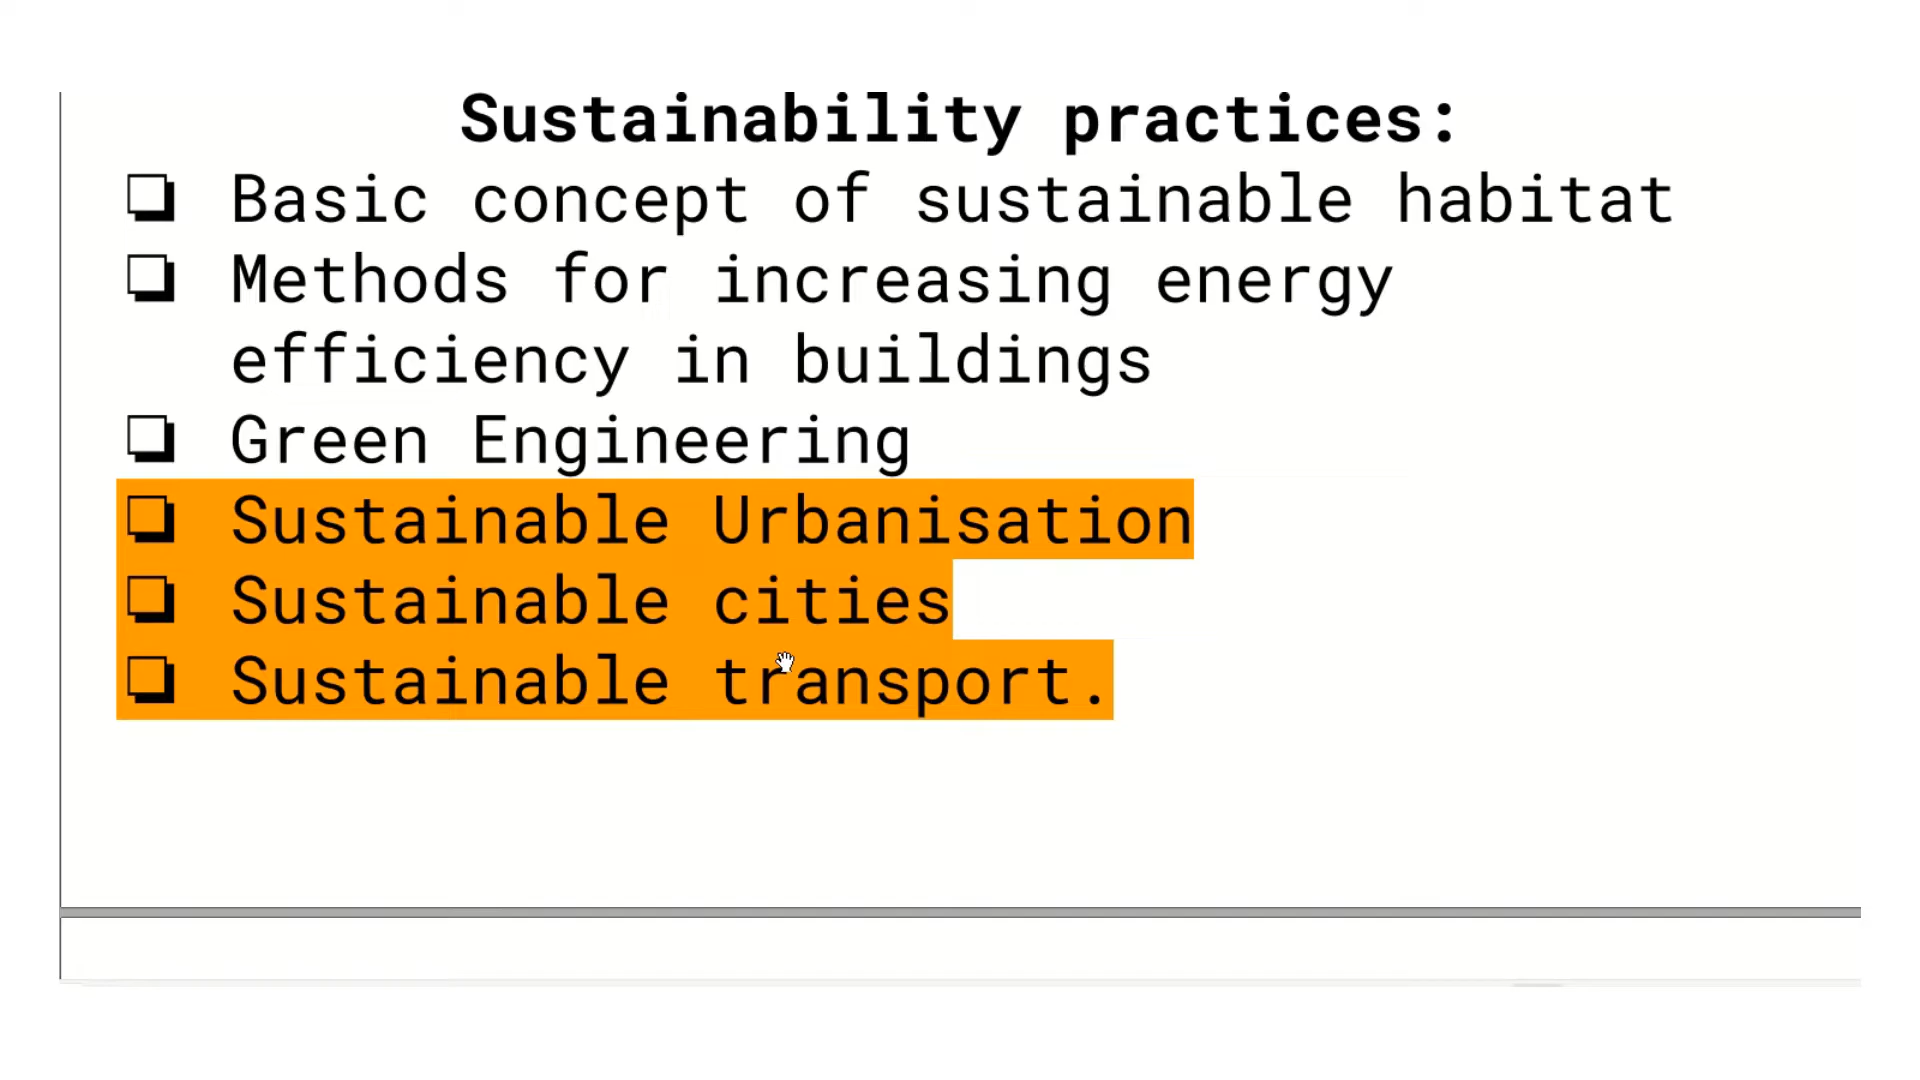 Sustainability practices:
❏ Basic concept of sustainable habitat
❏ Methods for increasing energy
efficiency in buildings
❏ Green Engineering
❏ Sustainable Urbanisation
❏ Sustainable cities
❏ Sustainable transport.